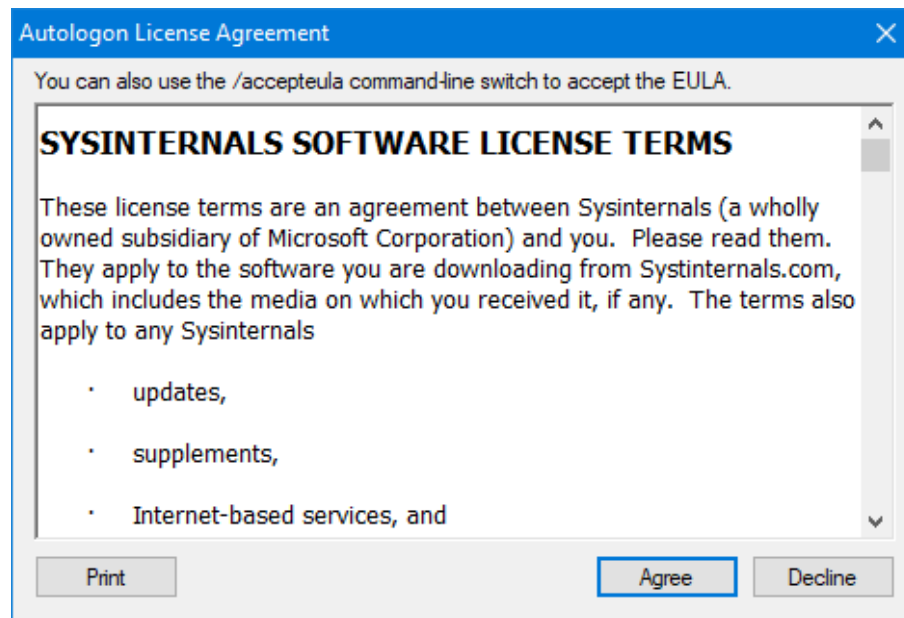 Autologon License Agreement
You can also use the /accepteula command-line switch to accept the EULA.
SYSINTERNALS SOFTWARE LICENSE TERMS
These license terms are an agreement between Sysinternals (a wholly
owned subsidiary of Microsoft Corporation) and you.  Please read them.
They apply to the software you are downloading from Systinternals.com,
which includes the media on which you received it, if any.  The terms also
apply to any Sysinternals
· updates,
· supplements,
· Internet-based services, and
Print Agree Decline